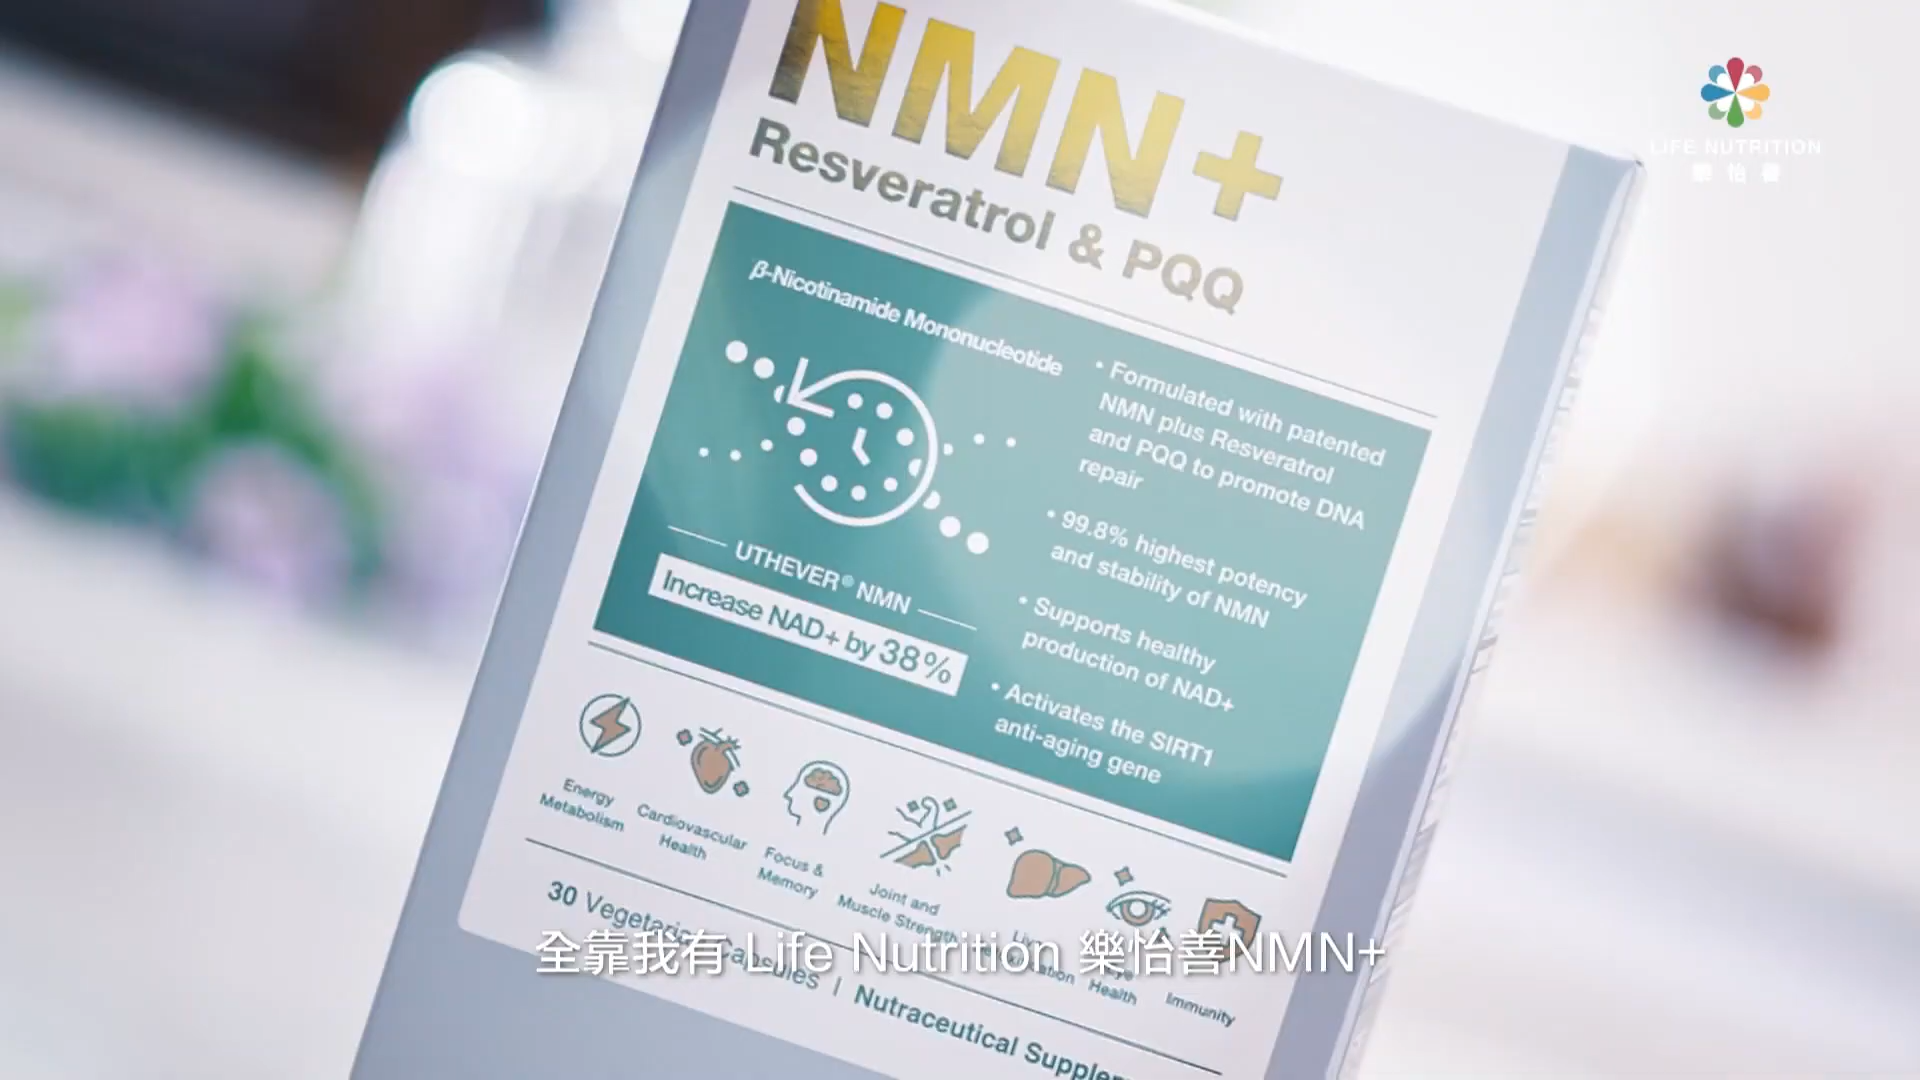 NMN+
Resveratrol & PQQ
β-Nicotinamide Mononucleotide
UTHEVER® NMN
Increase NAD+ by 38%
• Formulated with patented
NMN plus Resveratrol
and PQQ to promote DNA
repair
• 99.8% highest potency
and stability of NMN
• Supports healthy
production of NAD+
• Activates the SIRT1
anti-aging gene
Energy
Metabolism
Cardiovascular
Health
Focus &
Memory
Joint and
Muscle Strength
Eye
Health
Immunity
30 Vegetarian Capsules | Nutraceutical
LIFE NUTRITION
樂怡善
全靠我有 Life Nutrition 樂怡善NMN+